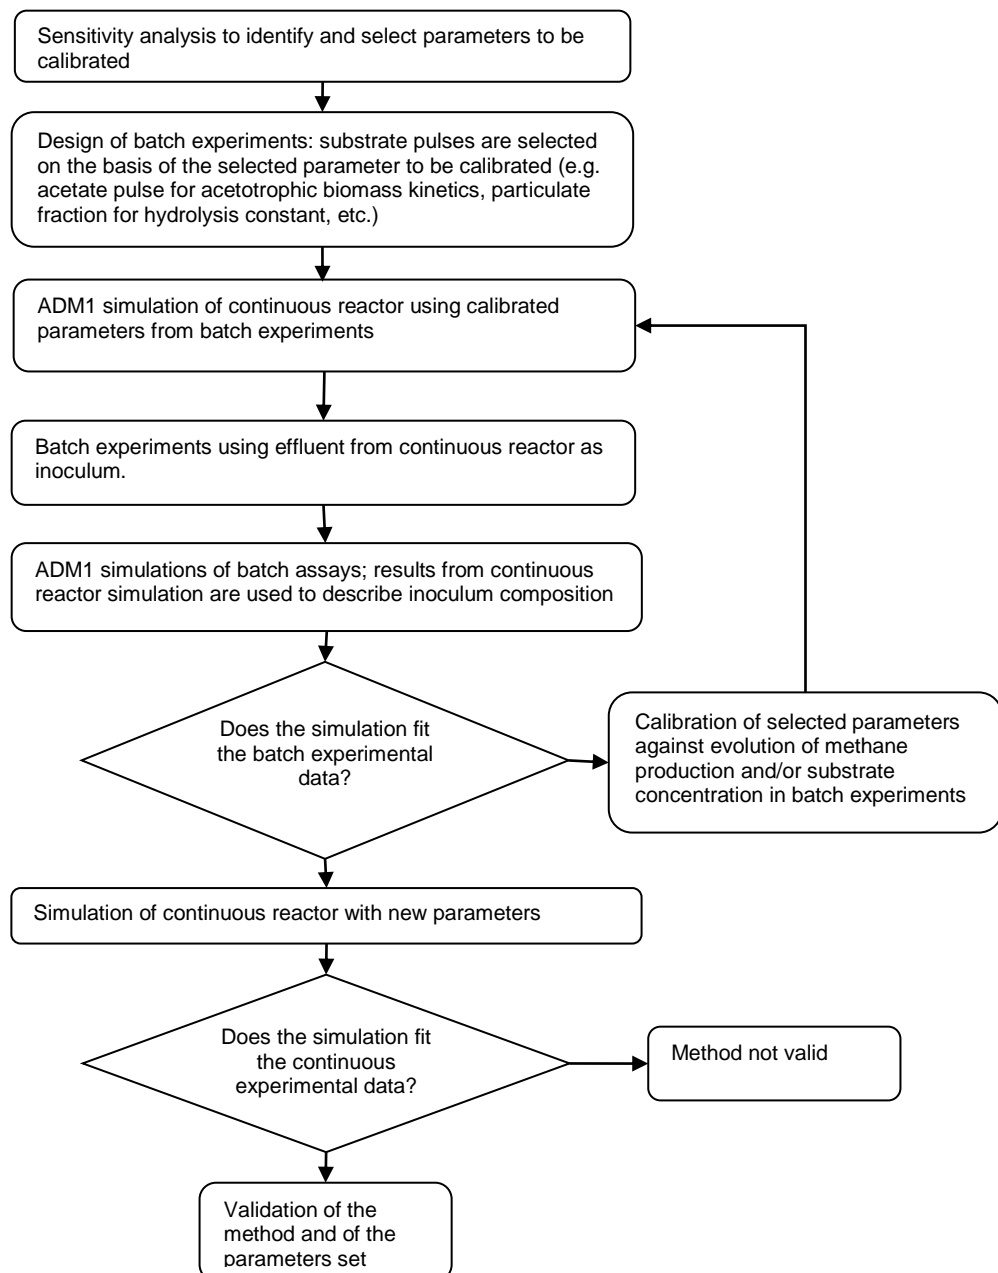 Sensitivity analysis to identify and select parameters to be
calibrated
Design of batch experiments: substrate pulses are selected
on the basis of the selected parameter to be calibrated (e.g.
acetate pulse for acetotrophic biomass kinetics, particulate
fraction for hydrolysis constant, etc.)
ADM1 simulation of continuous reactor using calibrated
parameters from batch experiments
Batch experiments using effluent from continuous reactor as
inoculum.
ADM1 simulations of batch assays; results from continuous
reactor simulation are used to describe inoculum composition
Does the simulation fit
the batch experimental
data?
Calibration of selected parameters
against evolution of methane
production and/or substrate
concentration in batch experiments
Simulation of continuous reactor with new parameters
Does the simulation fit
the continuous
experimental data?
Method not valid
Validation of the
method and of the
parameters set